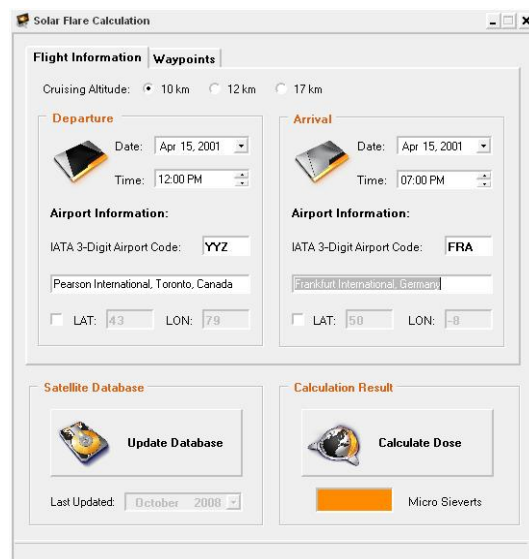 Solar Flare Calculation
Flight Information Waypoints
Cruising Altitude: 10 km 12 km 17 km
Departure
Date: Apr 15, 2001
Time: 12:00 PM
Airport Information:
IATA 3-Digit Airport Code: YYZ
Pearson International, Toronto, Canada
LAT: 43 LON: 79
Arrival
Date: Apr 15, 2001
Time: 07:00 PM
Airport Information:
IATA 3-Digit Airport Code: FRA
Frankfurt International, Germany
LAT: 50 LON: -8
Satellite Database
Update Database
Last Updated: October 2008
Calculation Result
Calculate Dose
Micro Sieverts